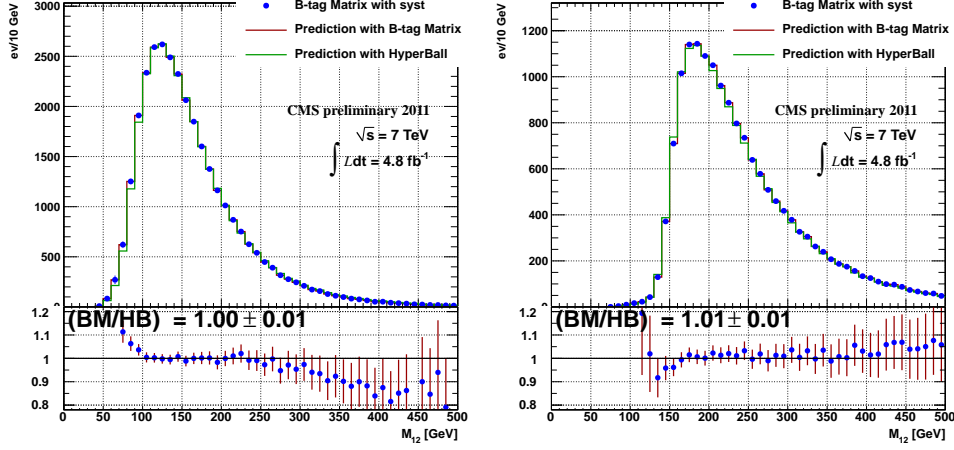 B-tag Matrix with syst
Prediction with B-tag Matrix
Prediction with HyperBall
CMS preliminary 2011
√s = 7 TeV
∫ Ldt = 4.8 fb⁻¹
ev/10 GeV
3000
2500
2000
1500
1000
500
0
(BM/HB) = 1.00 ± 0.01
1.2
1.1
1
0.9
0.8
0 50 100 150 200 250 300 350 400 450 500
M₁₂ [GeV]
B-tag Matrix with syst
Prediction with B-tag Matrix
Prediction with HyperBall
CMS preliminary 2011
√s = 7 TeV
∫ Ldt = 4.8 fb⁻¹
ev/10 GeV
1200
1000
800
600
400
200
0
(BM/HB) = 1.01 ± 0.01
1.2
1.1
1
0.9
0.8
0 50 100 150 200 250 300 350 400 450 500
M₁₂ [GeV]